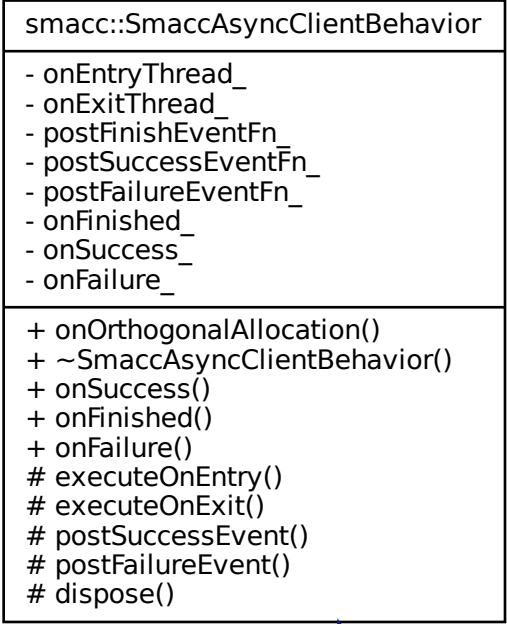 smacc::SmaccAsyncClientBehavior
- onEntryThread_
- onExitThread_
- postFinishEventFn_
- postSuccessEventFn_
- postFailureEventFn_
- onFinished_
- onSuccess_
- onFailure_
+ onOrthogonalAllocation()
+ ~SmaccAsyncClientBehavior()
+ onSuccess()
+ onFinished()
+ onFailure()
# executeOnEntry()
# executeOnExit()
# postSuccessEvent()
# postFailureEvent()
# dispose()